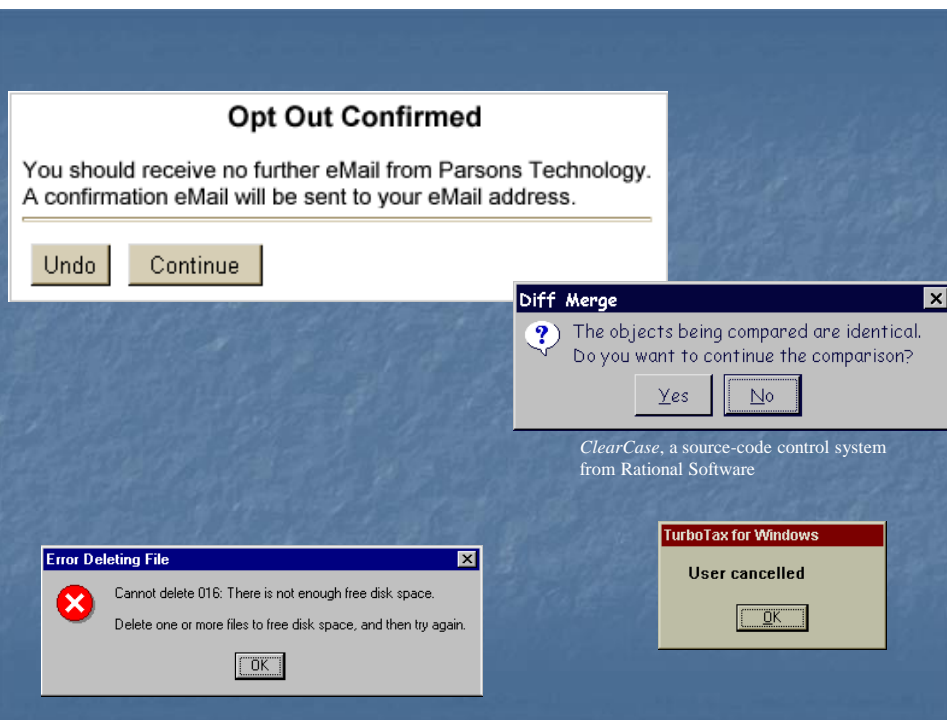 Opt Out Confirmed
You should receive no further eMail from Parsons Technology.
A confirmation eMail will be sent to your eMail address.
Undo
Continue
Diff Merge
The objects being compared are identical.
Do you want to continue the comparison?
Yes
No
ClearCase, a source-code control system
from Rational Software
Error Deleting File
Cannot delete 016: There is not enough free disk space.
Delete one or more files to free disk space, and then try again.
OK
TurboTax for Windows
User cancelled
OK